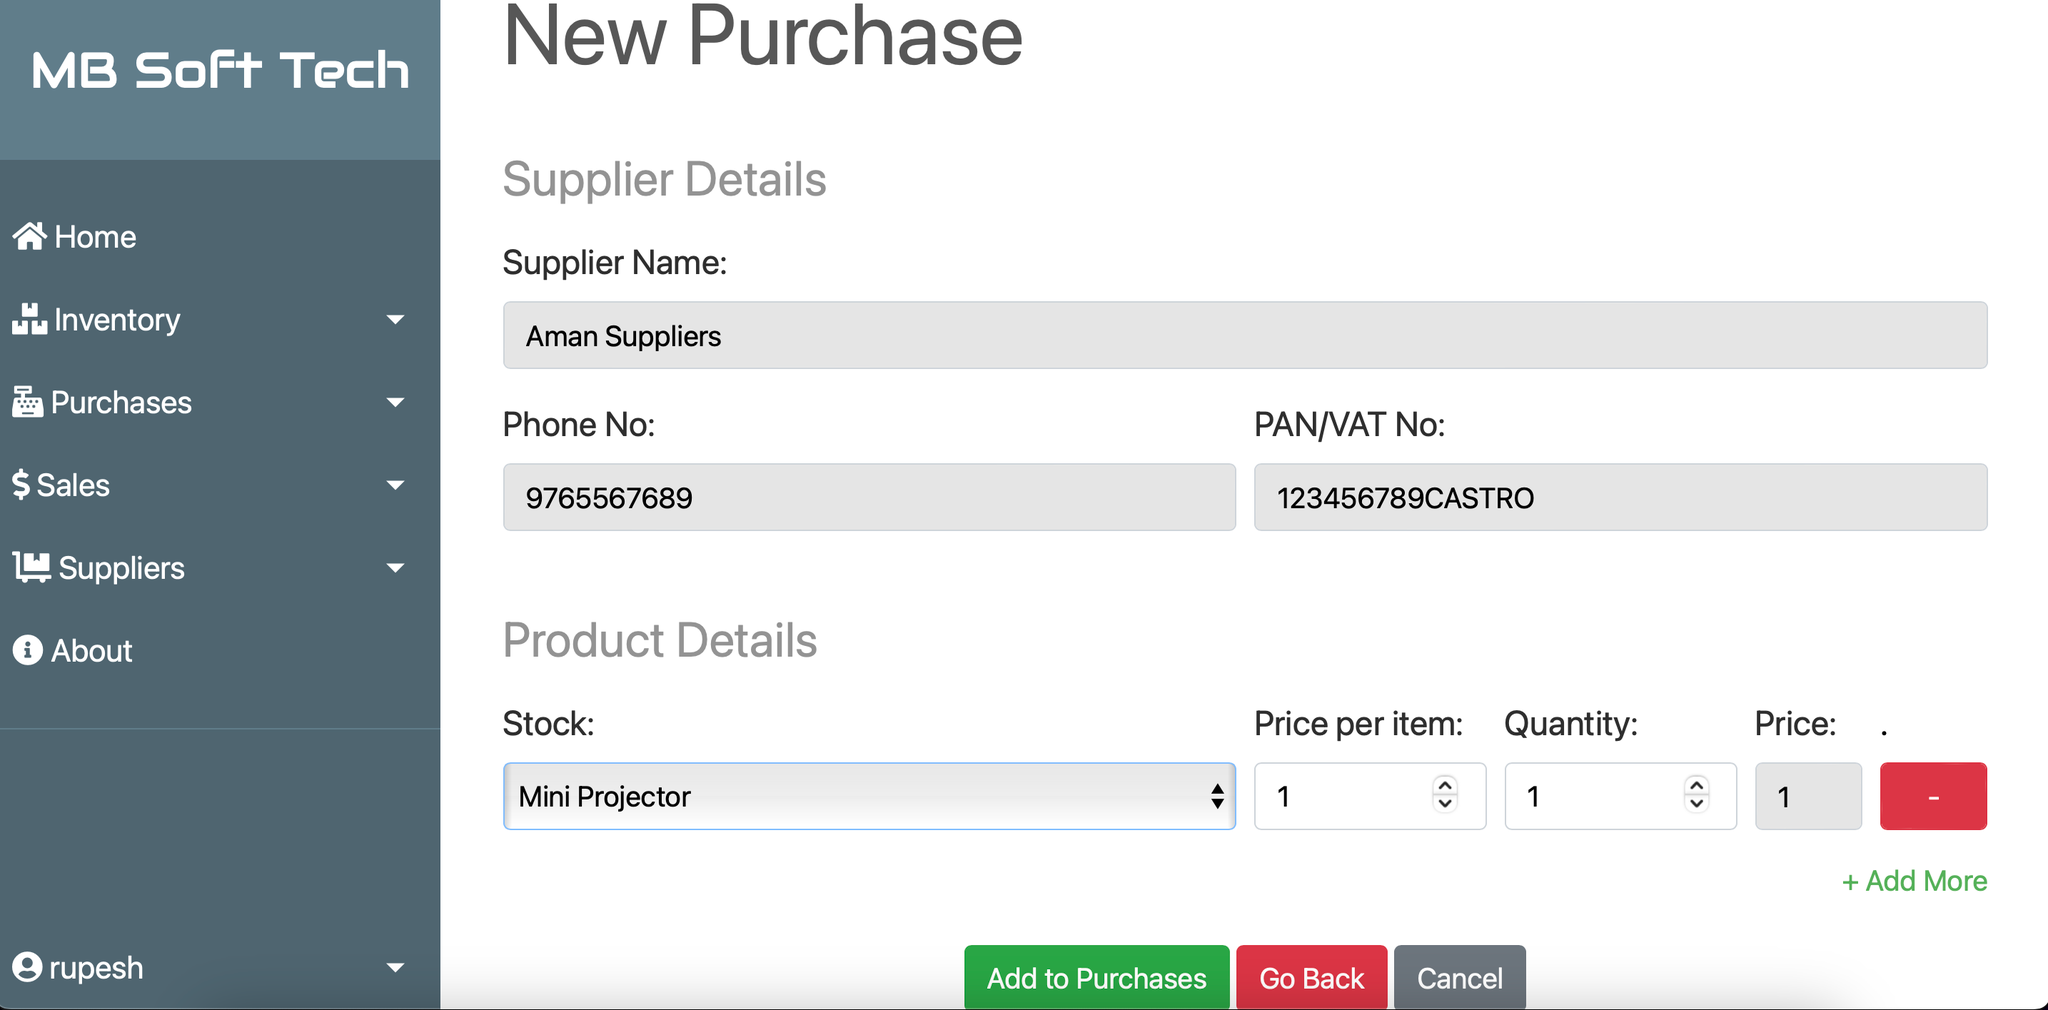 MB Soft Tech
Home
Inventory
Purchases
$ Sales
Suppliers
About
rupesh
New Purchase
Supplier Details
Supplier Name:
Aman Suppliers
Phone No: PAN/VAT No:
9765567689 123456789CASTRO
Product Details
Stock: Price per item: Quantity: Price: .
Mini Projector 1 1 1 -
+ Add More
Add to Purchases Go Back Cancel